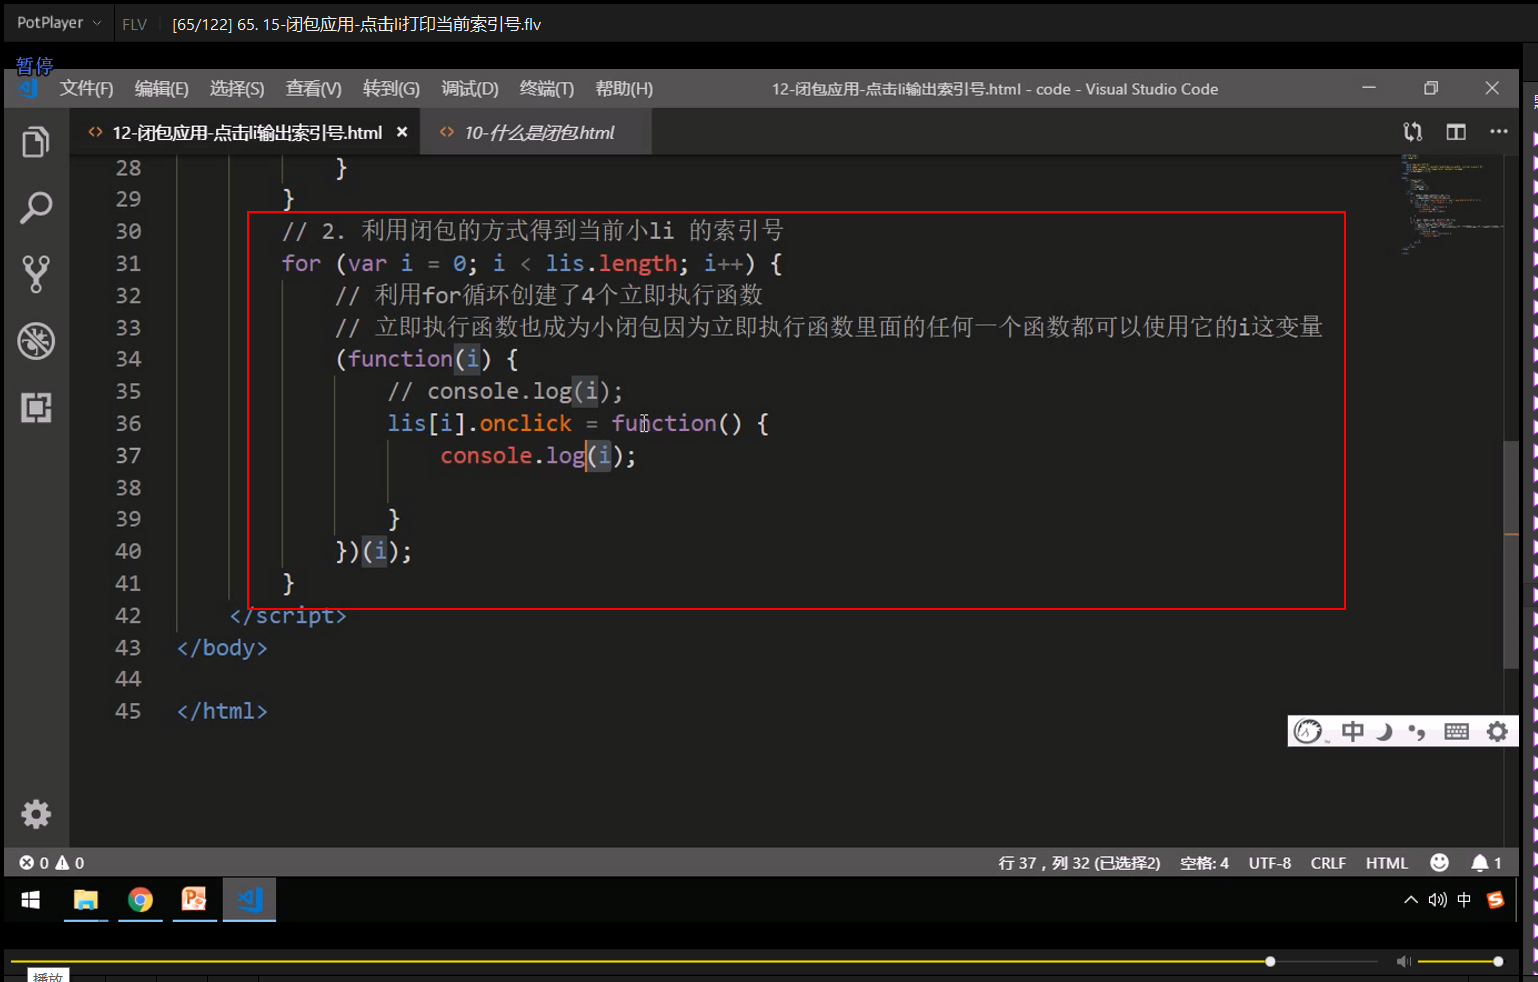 PotPlayer FLV [65/122] 65. 15-闭包应用-点击li打印当前索引号.flv
暂停
文件(F) 编辑(E) 选择(S) 查看(V) 转到(G) 调试(D) 终端(T) 帮助(H) 12-闭包应用-点击li输出索引号.html - code - Visual Studio Code
<> 12-闭包应用-点击li输出索引号.html × <> 10-什么是闭包.html
28 }
29 }
30 // 2. 利用闭包的方式得到当前小li 的索引号
31 for (var i = 0; i < lis.length; i++) {
32 // 利用for循环创建了4个立即执行函数
33 // 立即执行函数也成为小闭包因为立即执行函数里面的任何一个函数都可以使用它的i这变量
34 (function(i) {
35 // console.log(i);
36 lis[i].onclick = function() {
37 console.log(i);
38
39 }
40 })(i);
41 }
42 </script>
43 </body>
44
45 </html>
中
0 0 行 37，列 32 (已选择2) 空格: 4 UTF-8 CRLF HTML 1
中
播放